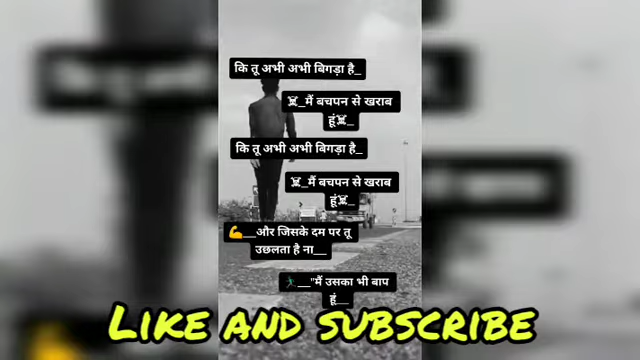 कि तू अभी अभी बिगड़ा है_
☠_मैं बचपन से खराब
हूं☠_
कि तू अभी अभी बिगड़ा है_
☠_मैं बचपन से खराब
हूं☠_
💪__और जिसके दम पर तू
उछलता है ना__
🕺__"मैं उसका भी बाप
हूं__
LIKE AND SUBSCRIBE